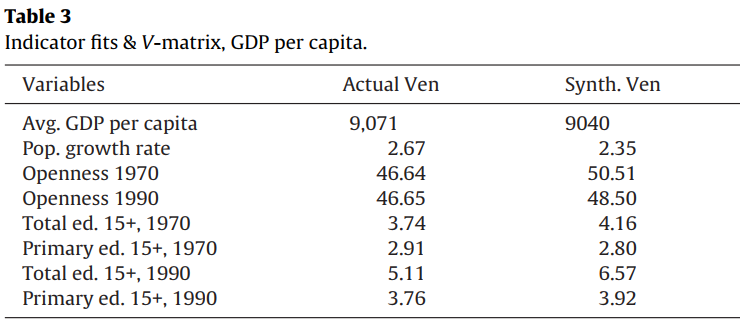 Table 3
Indicator fits & V-matrix, GDP per capita.
Variables Actual Ven Synth. Ven
Avg. GDP per capita 9,071 9040
Pop. growth rate 2.67 2.35
Openness 1970 46.64 50.51
Openness 1990 46.65 48.50
Total ed. 15+, 1970 3.74 4.16
Primary ed. 15+, 1970 2.91 2.80
Total ed. 15+, 1990 5.11 6.57
Primary ed. 15+, 1990 3.76 3.92